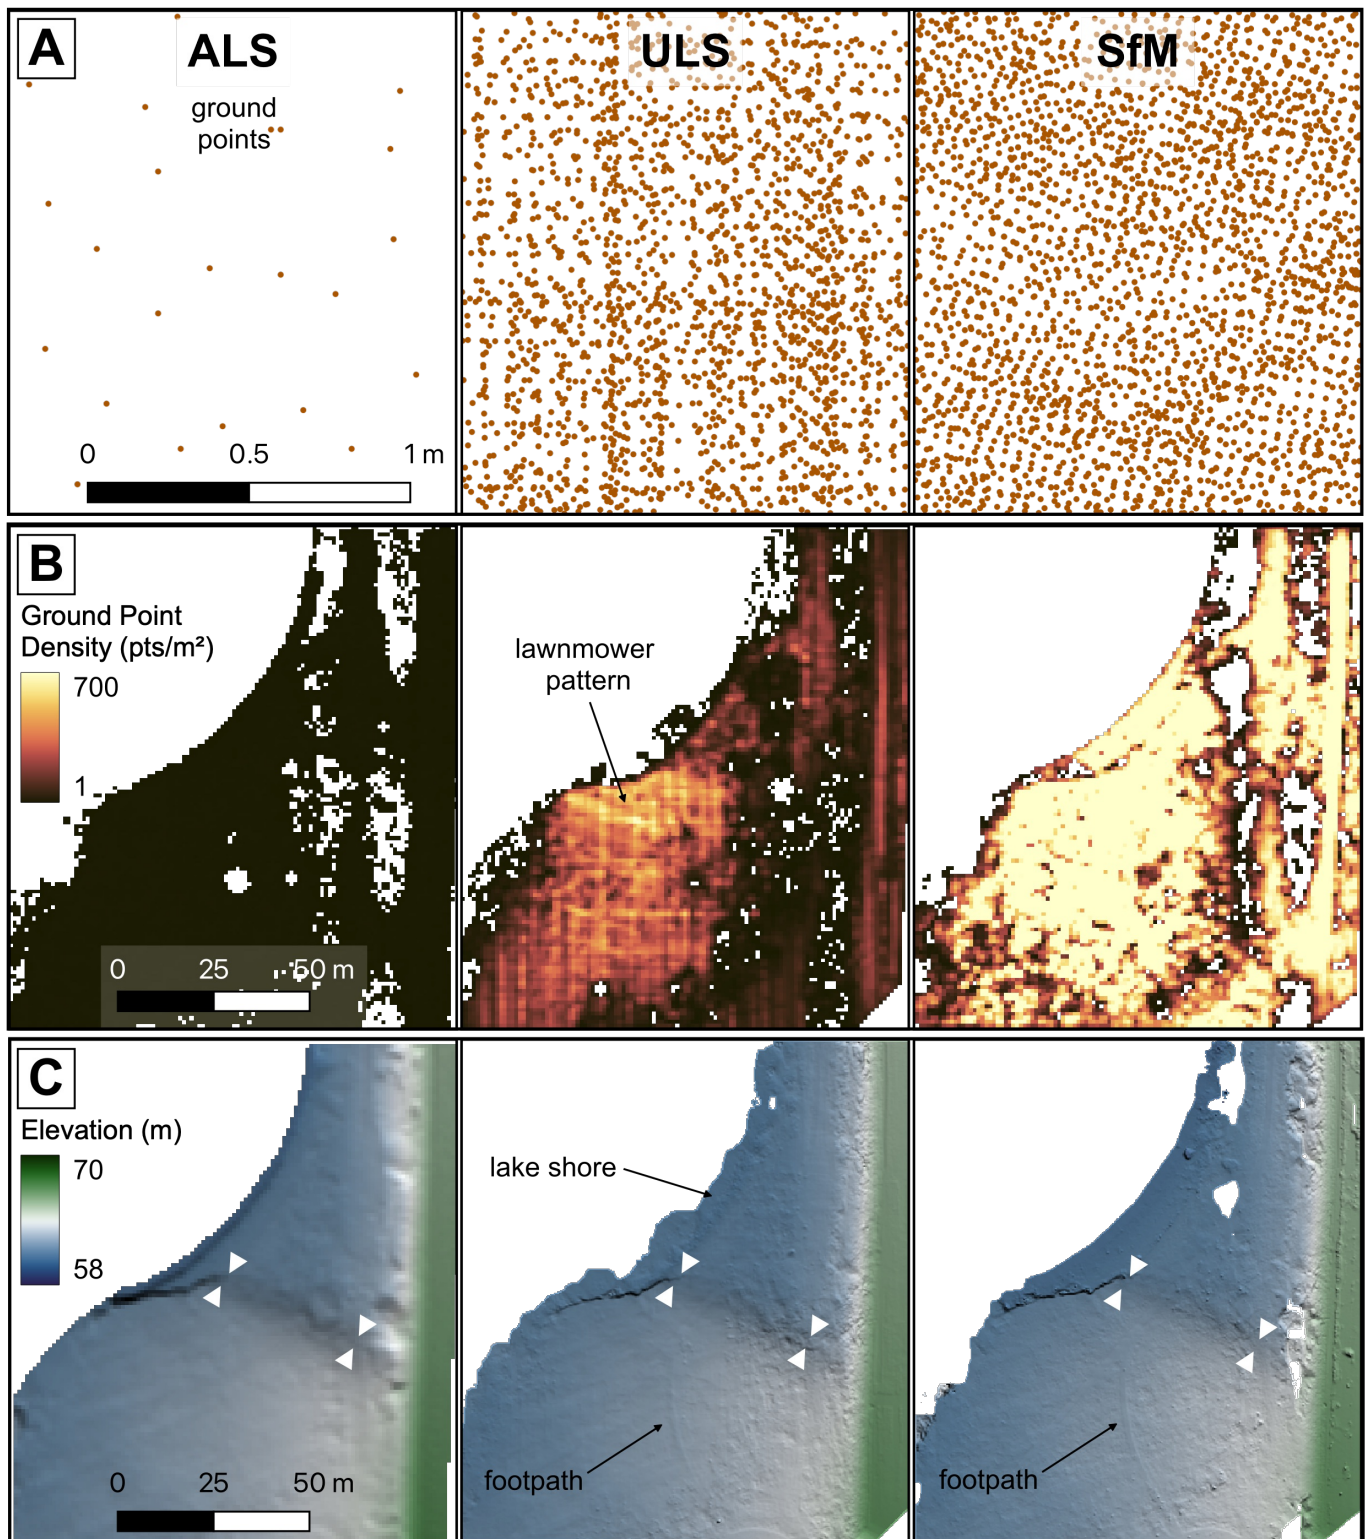 A
ALS
ULS
SfM
ground
points
0 0.5 1 m
B
Ground Point
Density (pts/m²)
700
1
lawnmower
pattern
0 25 50 m
C
Elevation (m)
70
58
lake shore
footpath
footpath
0 25 50 m